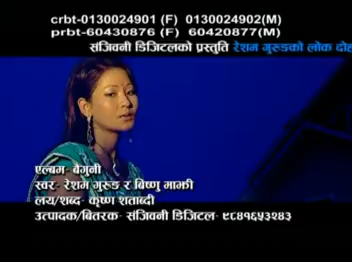 crbt-0130024901 (F) 0130024902(M)
prbt-60430876 (F) 60420877(M)
संजिवनी डिजिटलको प्रस्तुति रेशम गुरुङको लोक दोह
एल्बम- बैगुनी
स्वर- रेशम गुरुङ र बिष्णु माझी
लय/शब्द- कृष्ण शताब्दी
उत्पादक/बितरक- संजिवनी डिजिटल- ९८४१६५३२४३